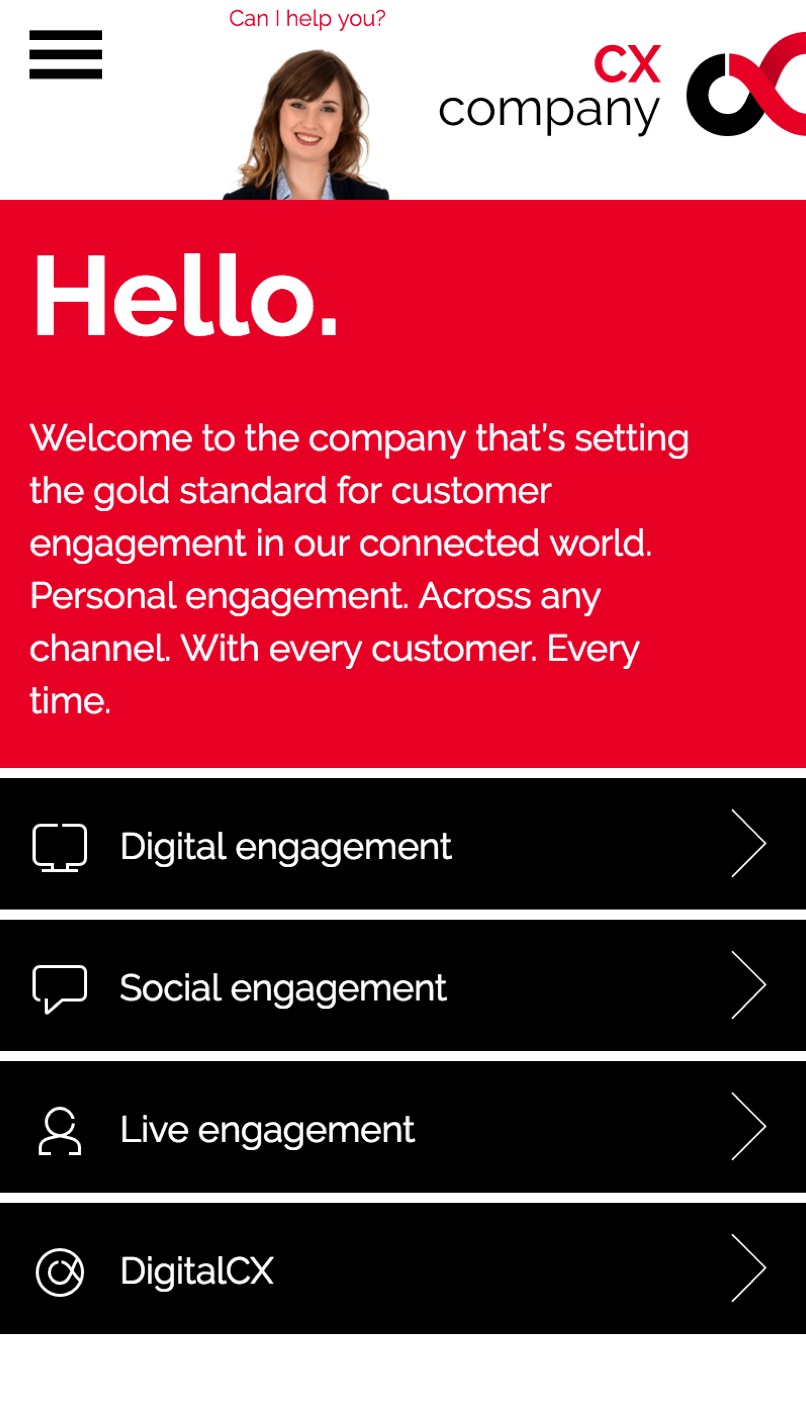 Can I help you?
CX
company
Hello.
Welcome to the company that's setting
the gold standard for customer
engagement in our connected world.
Personal engagement. Across any
channel. With every customer. Every
time.
Digital engagement
Social engagement
Live engagement
DigitalCX